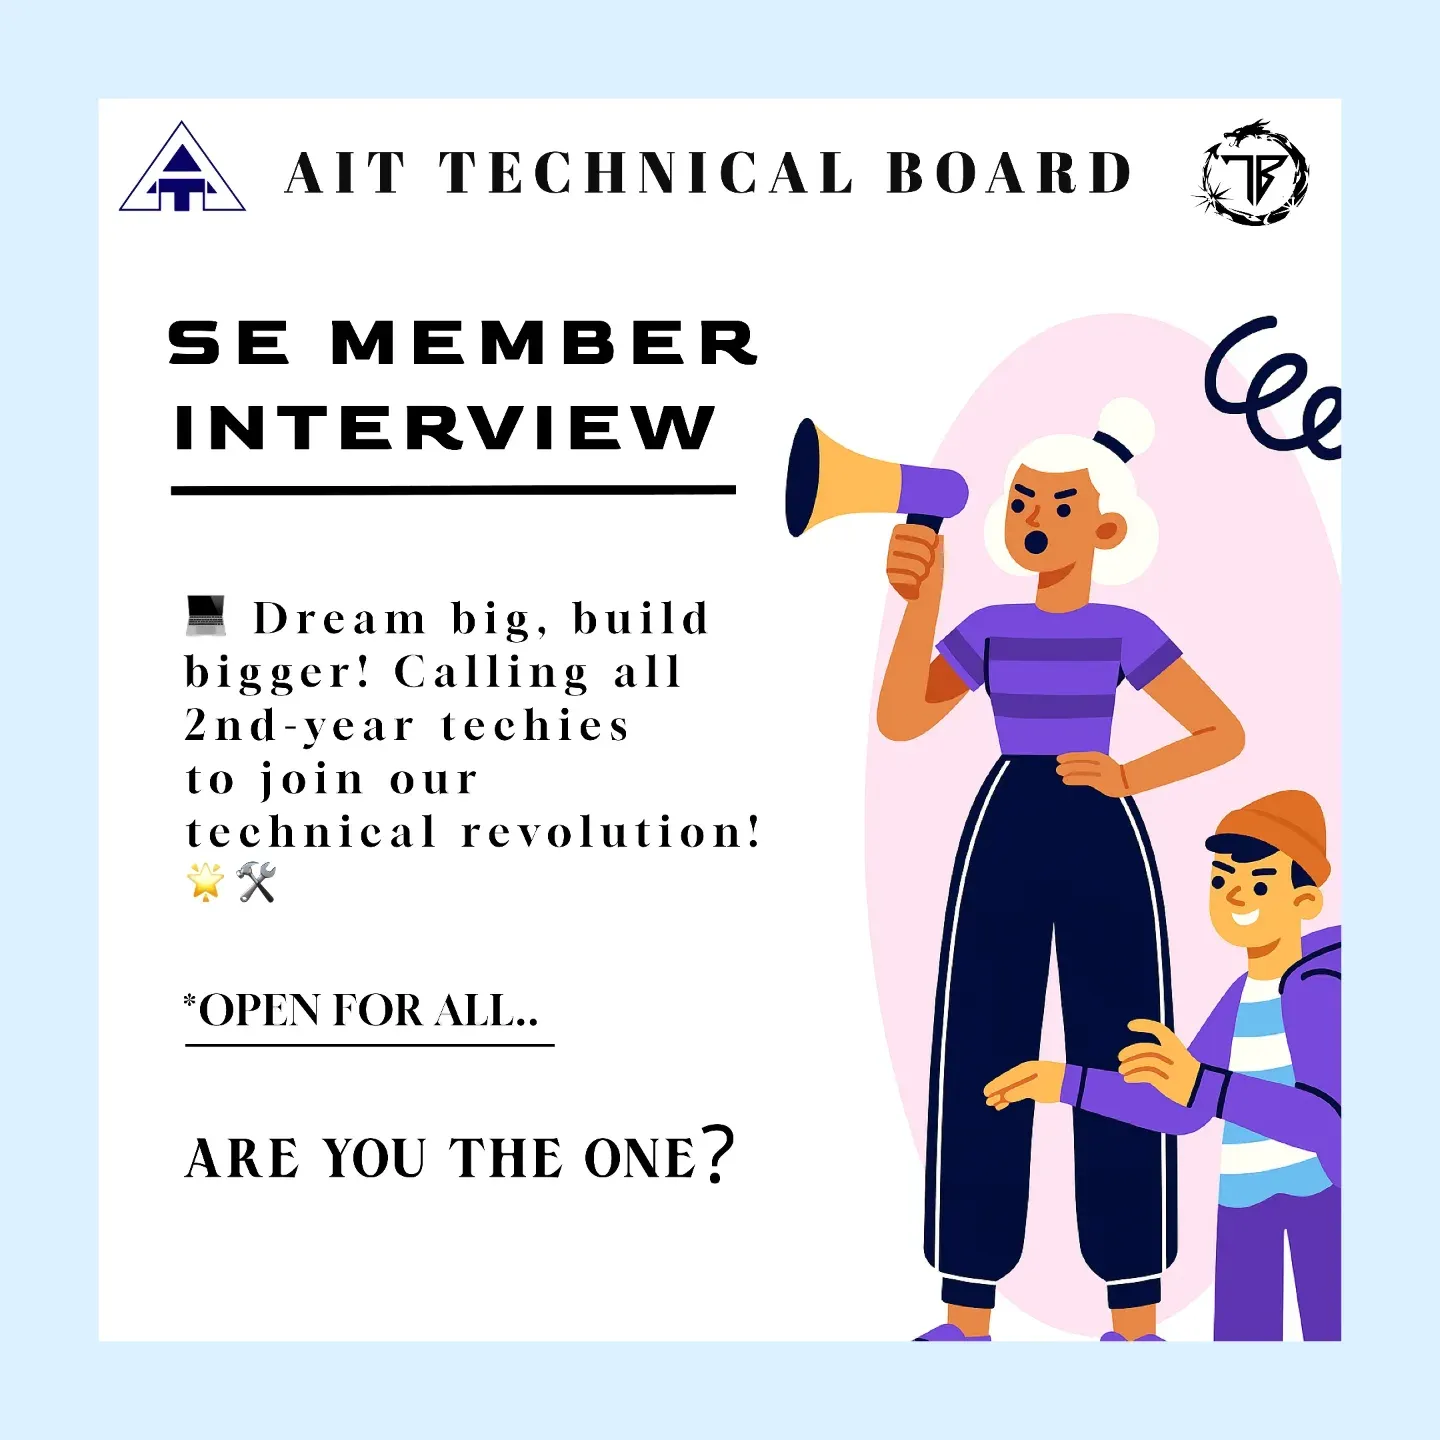 AIT TECHNICAL BOARD
TB
SE MEMBER
INTERVIEW
💻 Dream big, build
bigger! Calling all
2nd-year techies
to join our
technical revolution!
🌟🛠
*OPEN FOR ALL..
ARE YOU THE ONE?